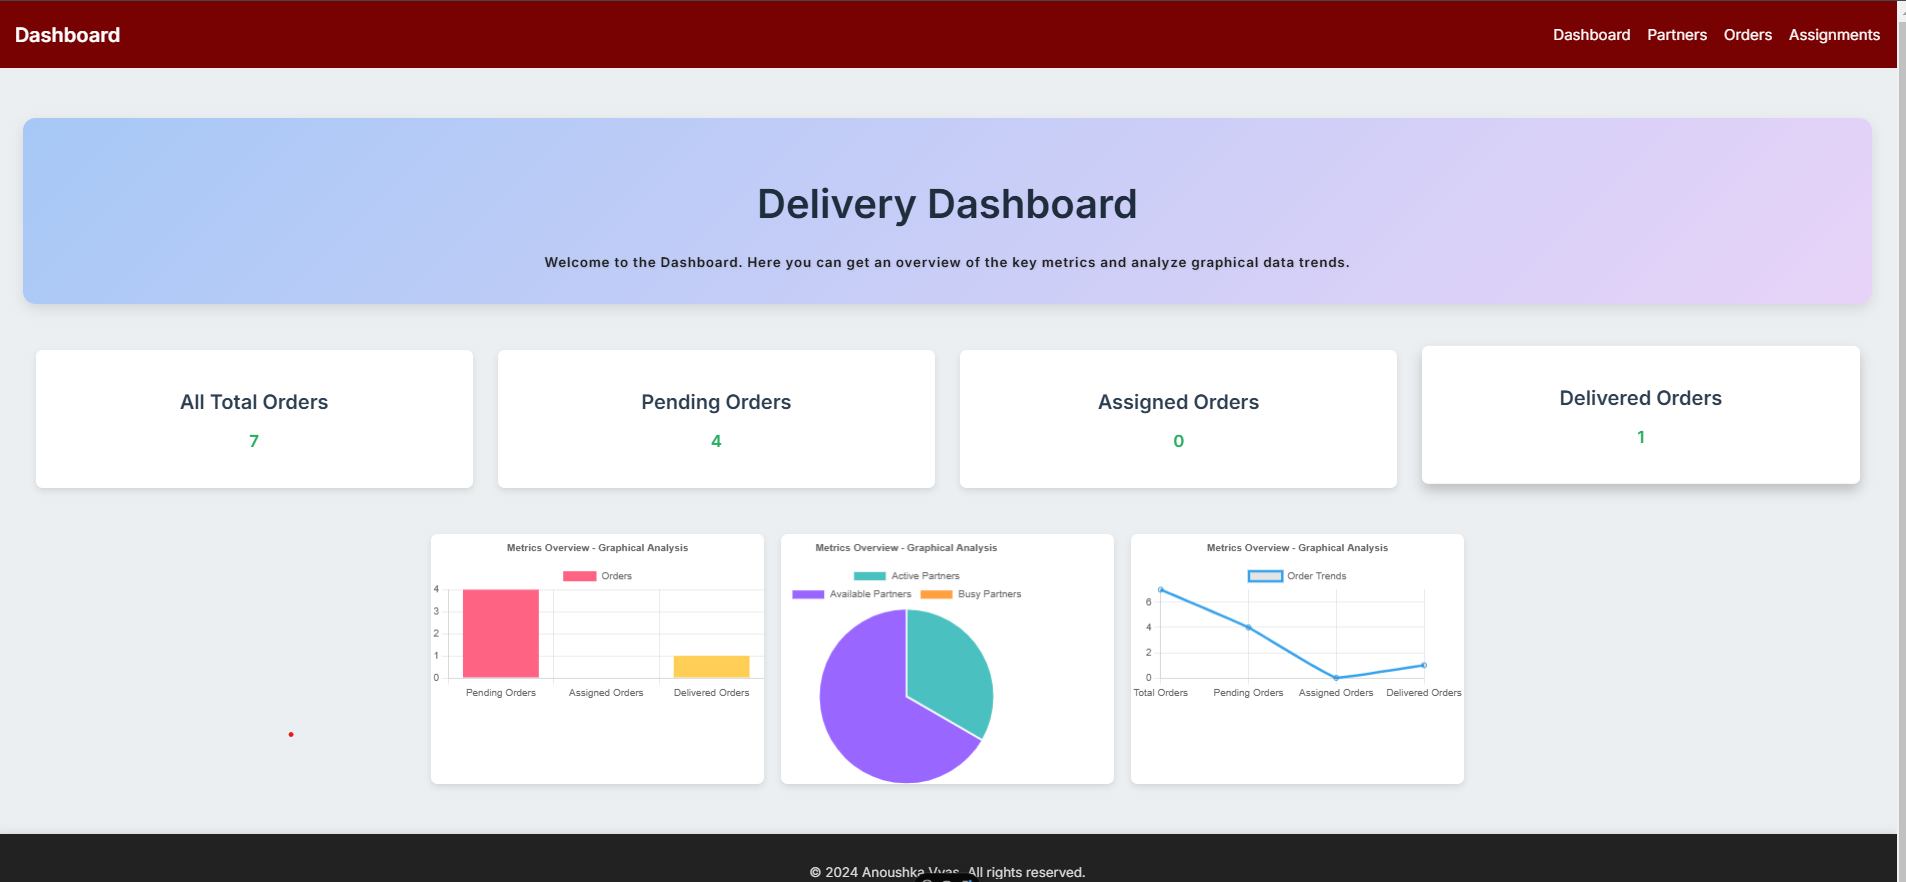 Dashboard
Dashboard Partners Orders Assignments
Delivery Dashboard
Welcome to the Dashboard. Here you can get an overview of the key metrics and analyze graphical data trends.
All Total Orders
7
Pending Orders
4
Assigned Orders
0
Delivered Orders
1
Metrics Overview - Graphical Analysis
Orders
4
3
2
1
0
Pending Orders Assigned Orders Delivered Orders
Metrics Overview - Graphical Analysis
Active Partners
Available Partners Busy Partners
Metrics Overview - Graphical Analysis
Order Trends
6
4
2
0
Total Orders Pending Orders Assigned Orders Delivered Orders
© 2024 Anoushka Vyas. All rights reserved.